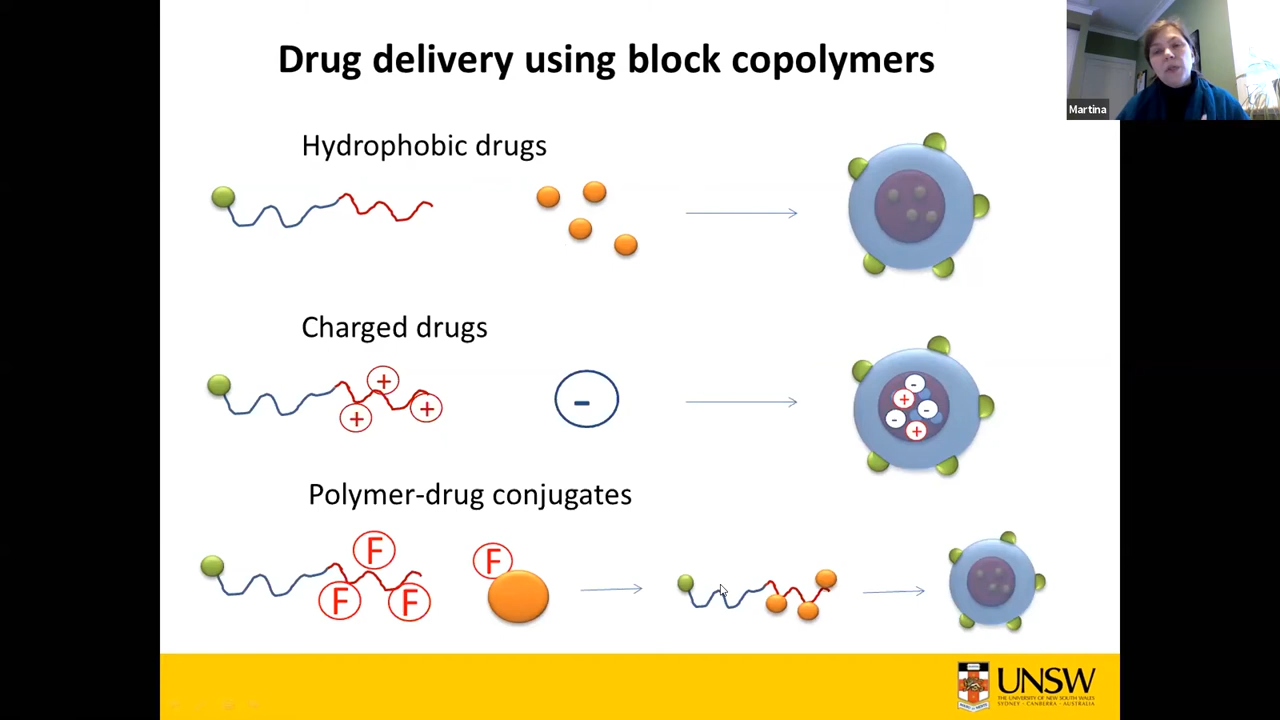 Drug delivery using block copolymers
Martina
Hydrophobic drugs
Charged drugs
+
+
+
-
-
+
-
-
+
Polymer-drug conjugates
F
F
F
F
UNSW
THE UNIVERSITY OF NEW SOUTH WALES
SYDNEY · CANBERRA · AUSTRALIA